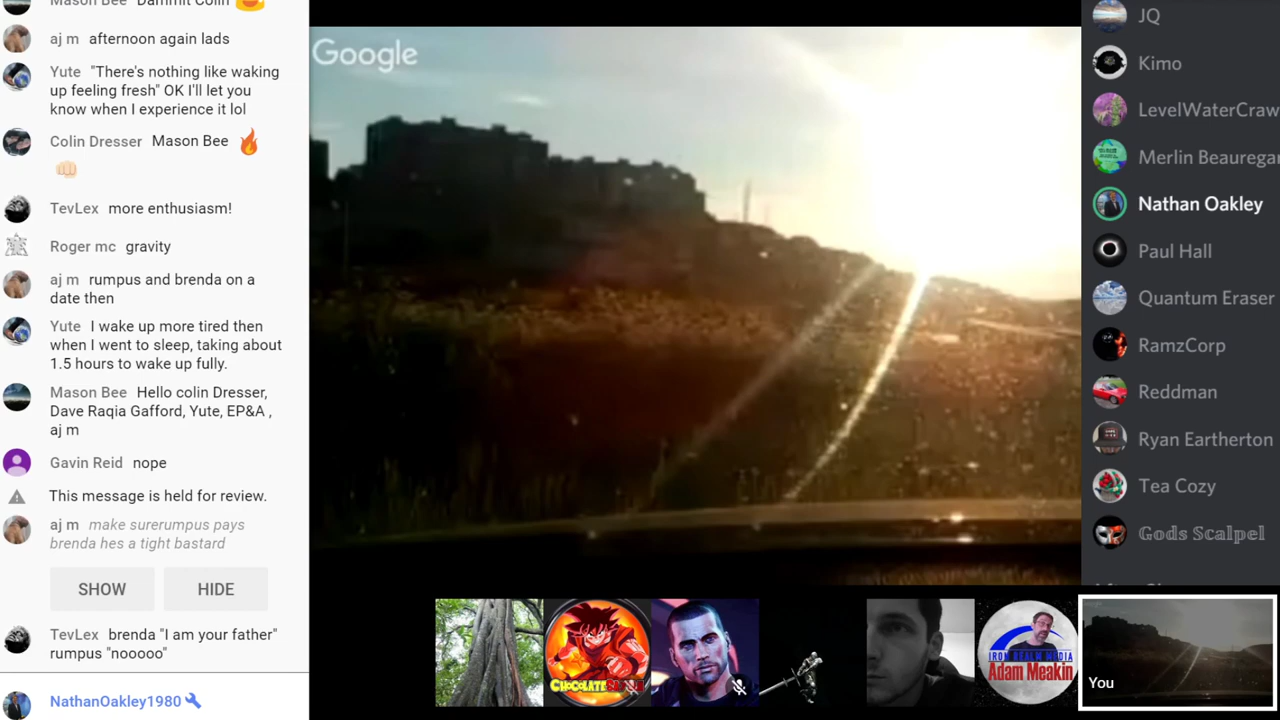 Mason Bee Dammit Colin
aj m afternoon again lads
Yute "There's nothing like waking
up feeling fresh" OK I'll let you
know when I experience it lol
Colin Dresser Mason Bee
TevLex more enthusiasm!
Roger mc gravity
aj m rumpus and brenda on a
date then
Yute I wake up more tired then
when I went to sleep, taking about
1.5 hours to wake up fully.
Mason Bee Hello colin Dresser,
Dave Raqia Gafford, Yute, EP&A ,
aj m
Gavin Reid nope
This message is held for review.
aj m make surerumpus pays
brenda hes a tight bastard
SHOW HIDE
TevLex brenda "I am your father"
rumpus "nooooo"
NathanOakley1980
Google
JQ
Kimo
LevelWaterCraw
Merlin Beauregar
Nathan Oakley
Paul Hall
Quantum Eraser
RamzCorp
Reddman
Ryan Eartherton
Tea Cozy
Gods Scalpel
IRON REALM MEDIA
Adam Meakin
You